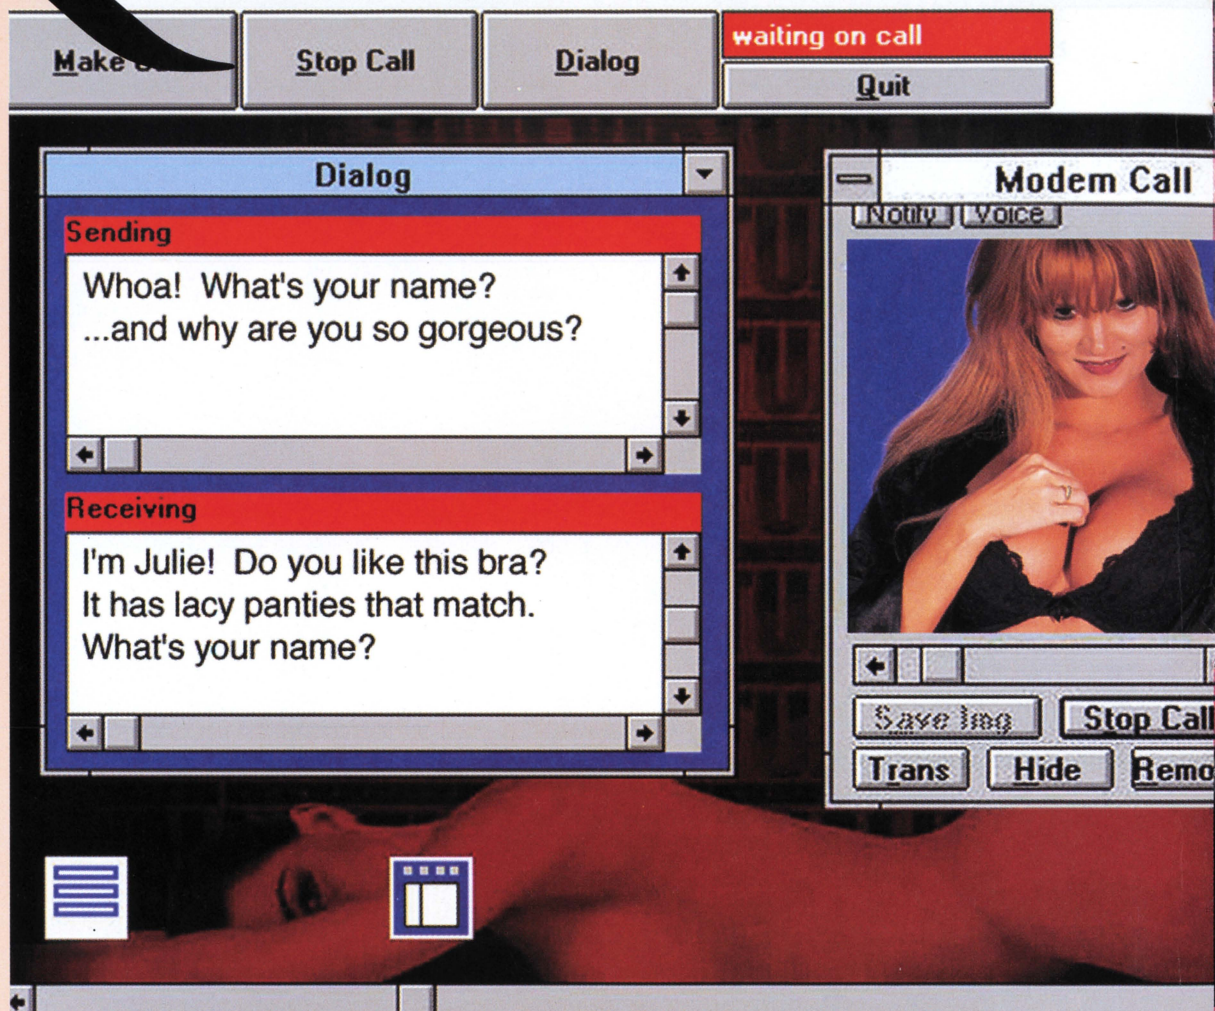 Make
Stop Call
Dialog
waiting on call
Quit
Dialog
Modem Call
Notify
Voice
Sending
Whoa!  What's your name?
...and why are you so gorgeous?
Receiving
I'm Julie!  Do you like this bra?
It has lacy panties that match.
What's your name?
Save Img
Stop Call
Trans
Hide
Remo